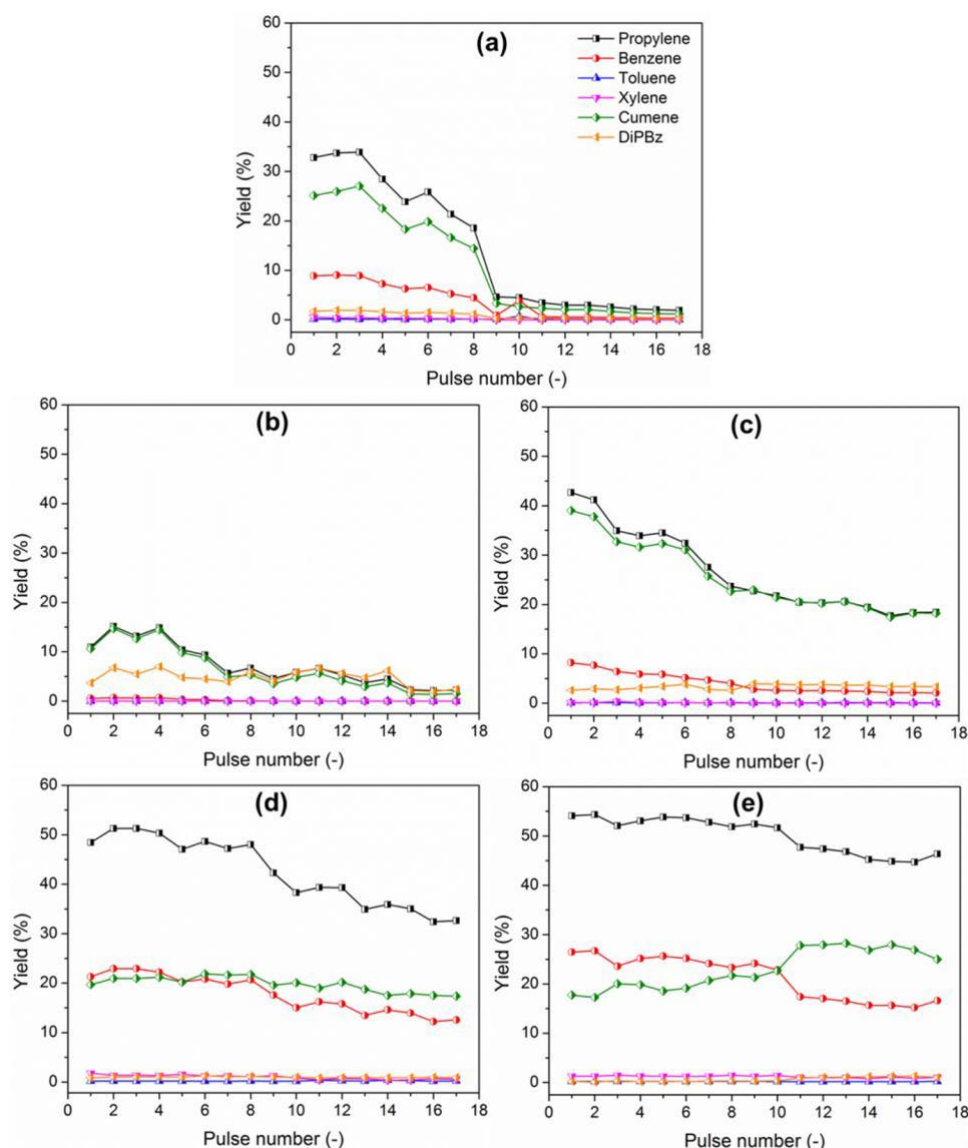 (a)
Propylene
Benzene
Toluene
Xylene
Cumene
DiPBz
60
50
40
30
20
10
0
Yield (%)
0 2 4 6 8 10 12 14 16 18
Pulse number (-)
(b)
60
50
40
30
20
10
0
Yield (%)
0 2 4 6 8 10 12 14 16 18
Pulse number (-)
(c)
60
50
40
30
20
10
0
Yield (%)
0 2 4 6 8 10 12 14 16 18
Pulse number (-)
(d)
60
50
40
30
20
10
0
Yield (%)
0 2 4 6 8 10 12 14 16 18
Pulse number (-)
(e)
60
50
40
30
20
10
0
Yield (%)
0 2 4 6 8 10 12 14 16 18
Pulse number (-)